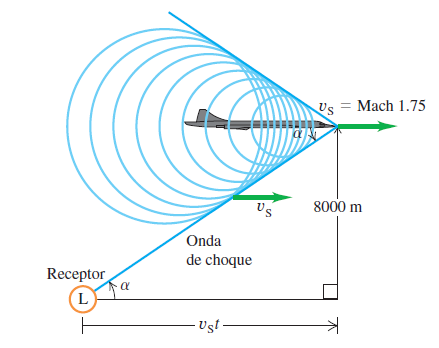 v_S = Mach 1.75
α
v_S
8000 m
Onda
de choque
Receptor
α
L
v_S t